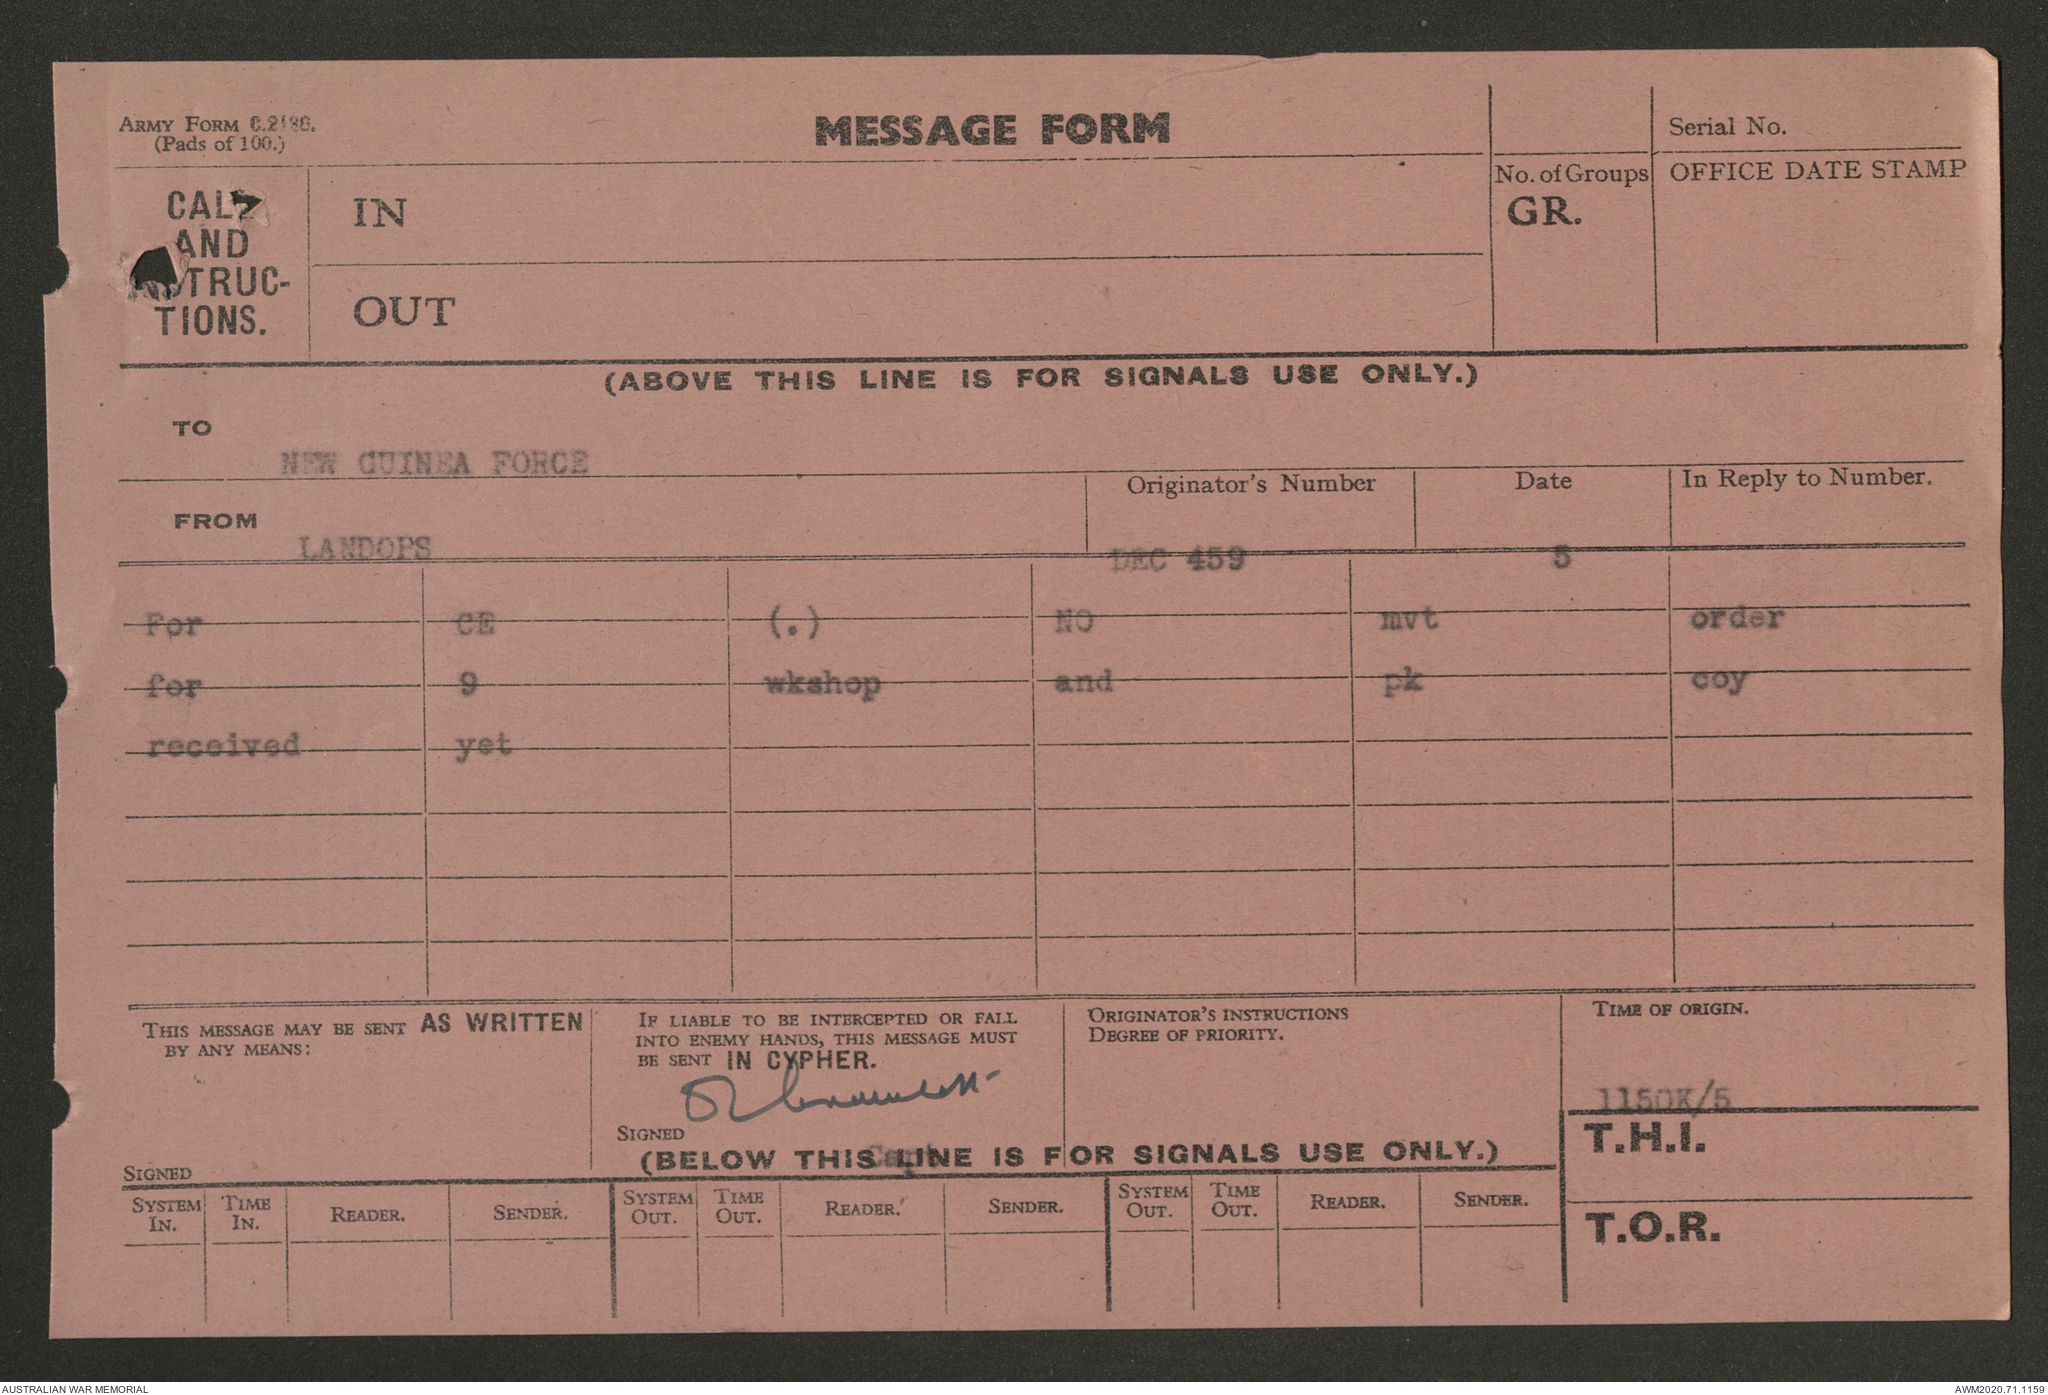 ARMY FORM C.2136.
(Pads of 100.)
MESSAGE FORM
Serial No.
CALL
AND
INSTRUC-
TIONS.
IN
OUT
No. of Groups
GR.
OFFICE DATE STAMP
(ABOVE THIS LINE IS FOR SIGNALS USE ONLY.)
TO
NEW GUINEA FORCE
FROM
LANDOPS
Originator's Number
DEC 459
Date
5
In Reply to Number.
For CE (.) NO mvt order
for 9 wkshop and pk coy
received yet
THIS MESSAGE MAY BE SENT AS WRITTEN
BY ANY MEANS:
SIGNED
IF LIABLE TO BE INTERCEPTED OR FALL
INTO ENEMY HANDS, THIS MESSAGE MUST
BE SENT IN CYPHER.
SIGNED
Capt
ORIGINATOR'S INSTRUCTIONS
DEGREE OF PRIORITY.
TIME OF ORIGIN.
1150K/5
(BELOW THIS LINE IS FOR SIGNALS USE ONLY.)
T.H.I.
T.O.R.
SYSTEM IN. TIME IN. READER. SENDER. SYSTEM OUT. TIME OUT. READER. SENDER. SYSTEM OUT. TIME OUT. READER. SENDER.
AUSTRALIAN WAR MEMORIAL
AWM2020.71.1159